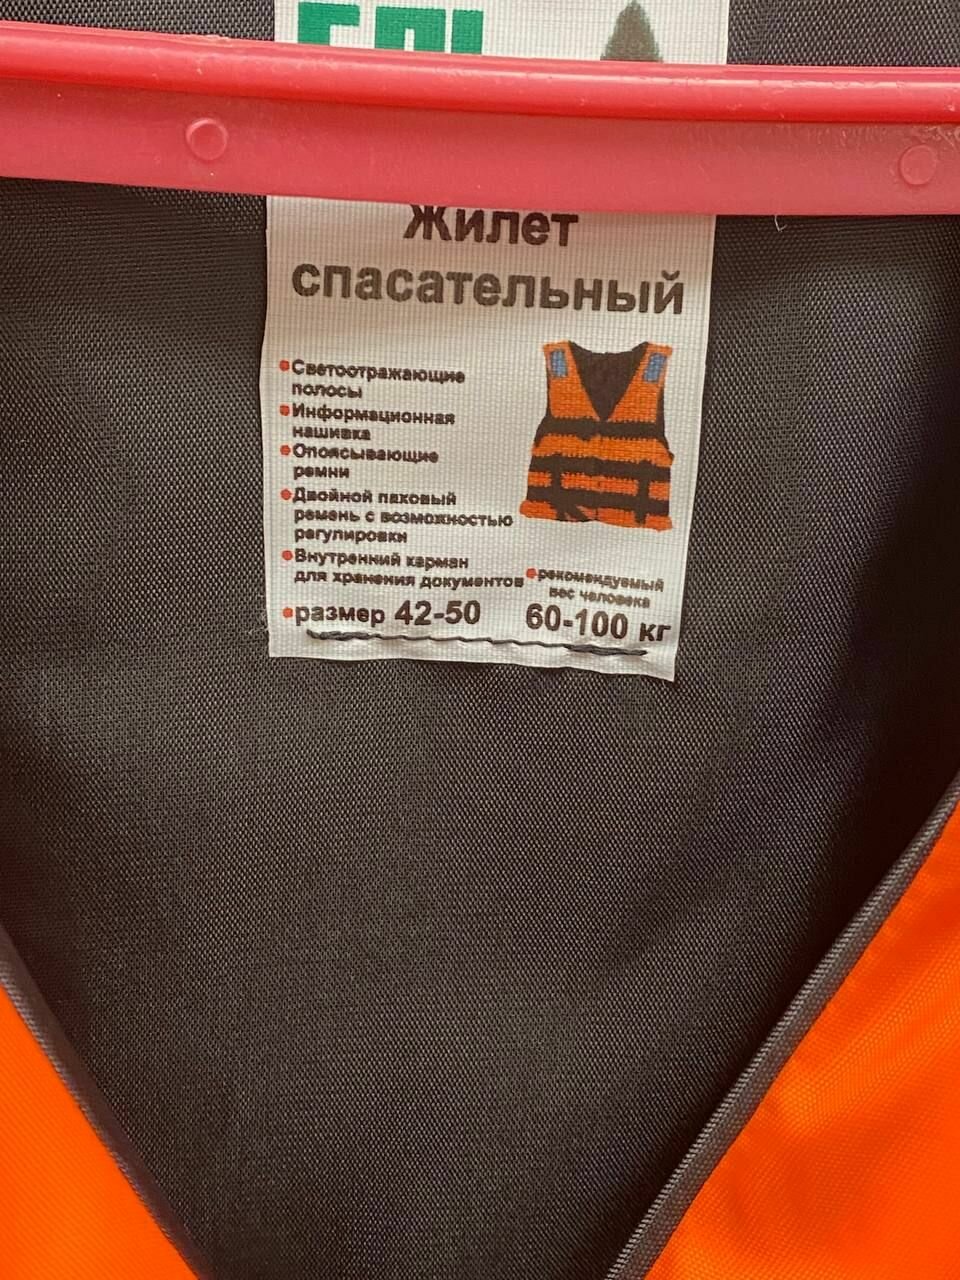 Жилет
спасательный
Светоотражающие
полосы
Информационная
нашивка
Опоясывающие
ремни
Двойной паховый
ремень с возможностью
регулировки
Внутренний карман
для хранения документов
рекомендуемый
вес человека
размер 42-50
60-100 кг